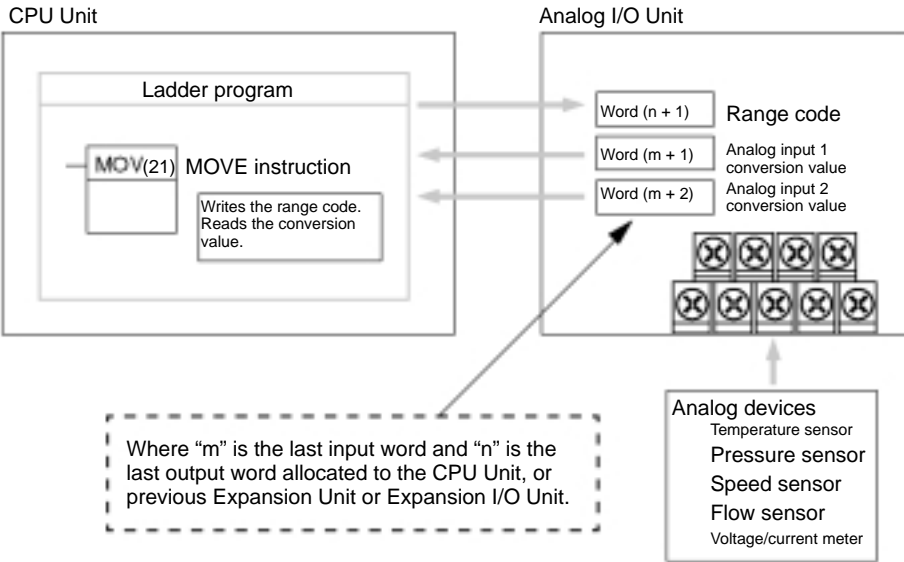 CPU Unit
Analog I/O Unit
Ladder program
MOV(21)
MOVE instruction
Writes the range code.
Reads the conversion
value.
Word (n + 1)
Range code
Word (m + 1)
Analog input 1
conversion value
Word (m + 2)
Analog input 2
conversion value
Where “m” is the last input word and “n” is the
last output word allocated to the CPU Unit, or
previous Expansion Unit or Expansion I/O Unit.
Analog devices
Temperature sensor
Pressure sensor
Speed sensor
Flow sensor
Voltage/current meter